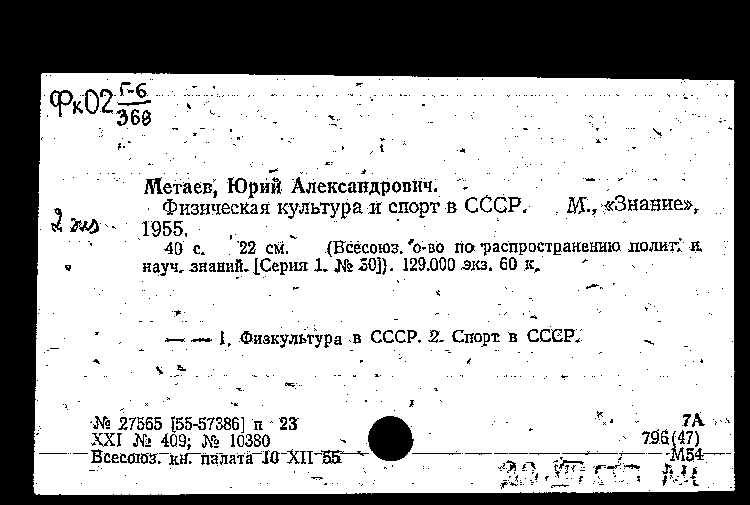 Фк02 Г-6
368
Метаев, Юрий Александрович.
Физическая культура и спорт в СССР. М., «Знание»,
2 экз 1955.
40 с. 22 см. (Всесоюз. о-во по распространению полит. и
науч. знаний. [Серия 1. № 30]). 129.000 экз. 60 к.
— — 1. Физкультура в СССР. 2. Спорт в СССР.
№ 27565 [55-57386] п 23 7А
XXI № 409; № 10380 796(47)
Всесоюз. кн. палата 10 XII 55 М54